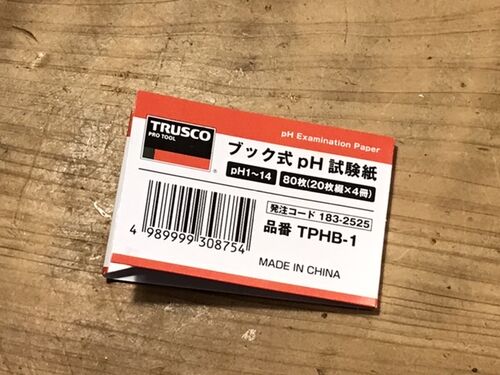 pH Examination Paper
TRUSCO
PRO TOOL
®
ブック式 pH 試験紙
pH1~14 80枚(20枚綴×4冊)
発注コード 183-2525
品番 TPHB-1
4 989999 308754
MADE IN CHINA